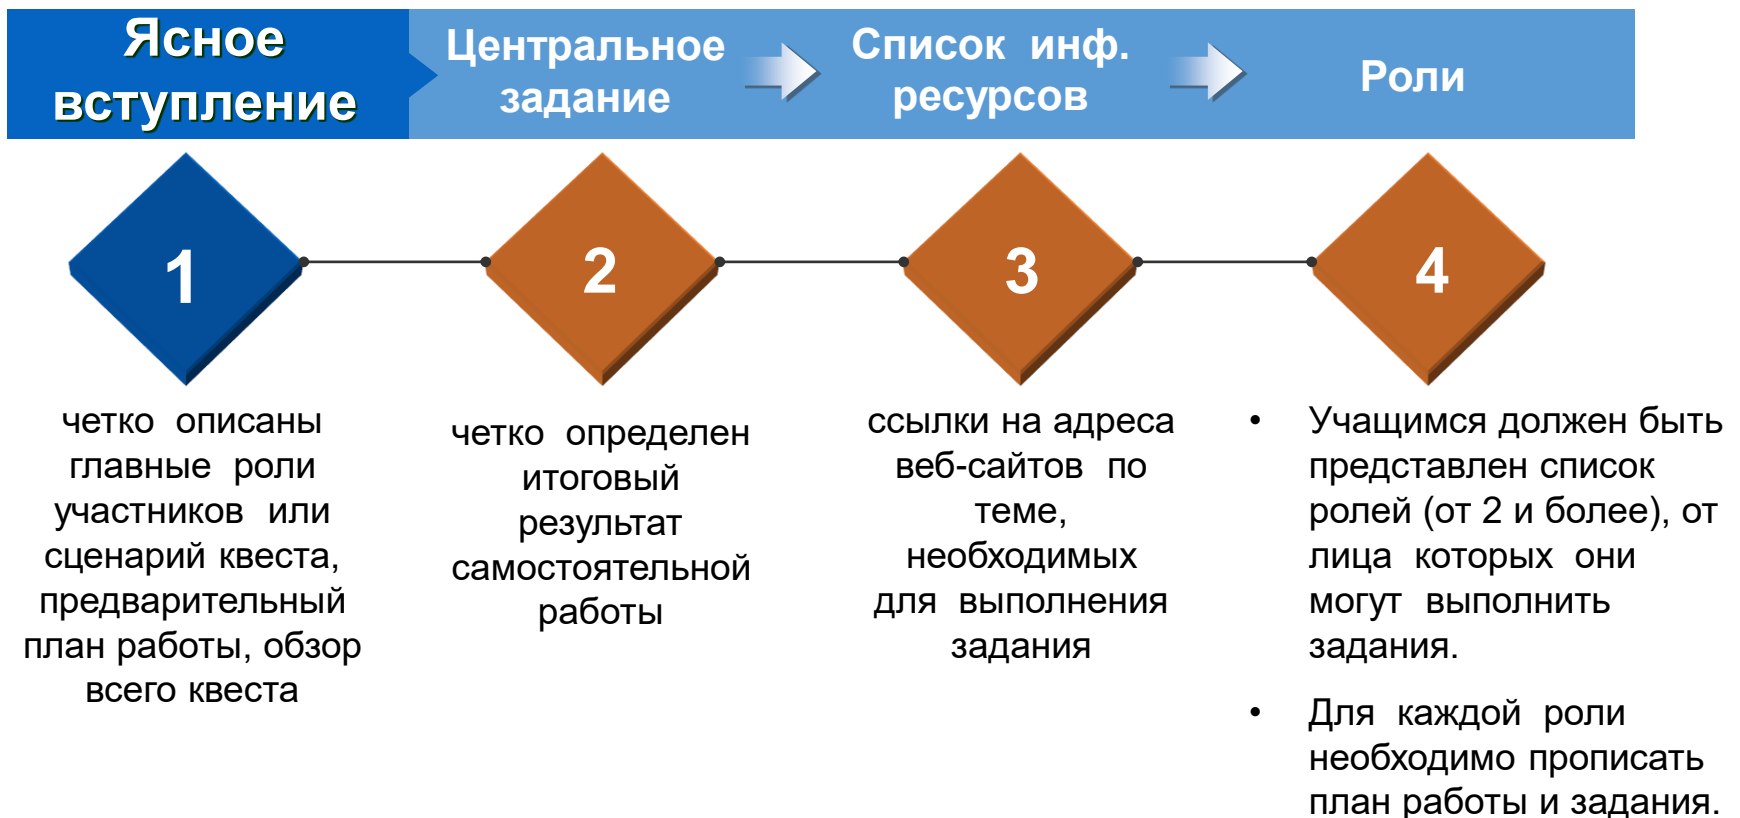 Ясное
вступление
Центральное
задание
Список инф.
ресурсов
Роли
1
2
3
4
четко описаны
главные роли
участников или
сценарий квеста,
предварительный
план работы, обзор
всего квеста
четко определен
итоговый
результат
самостоятельной
работы
ссылки на адреса
веб-сайтов по
теме,
необходимых
для выполнения
задания
• Учащимся должен быть
представлен список
ролей (от 2 и более), от
лица которых они
могут выполнить
задания.
• Для каждой роли
необходимо прописать
план работы и задания.